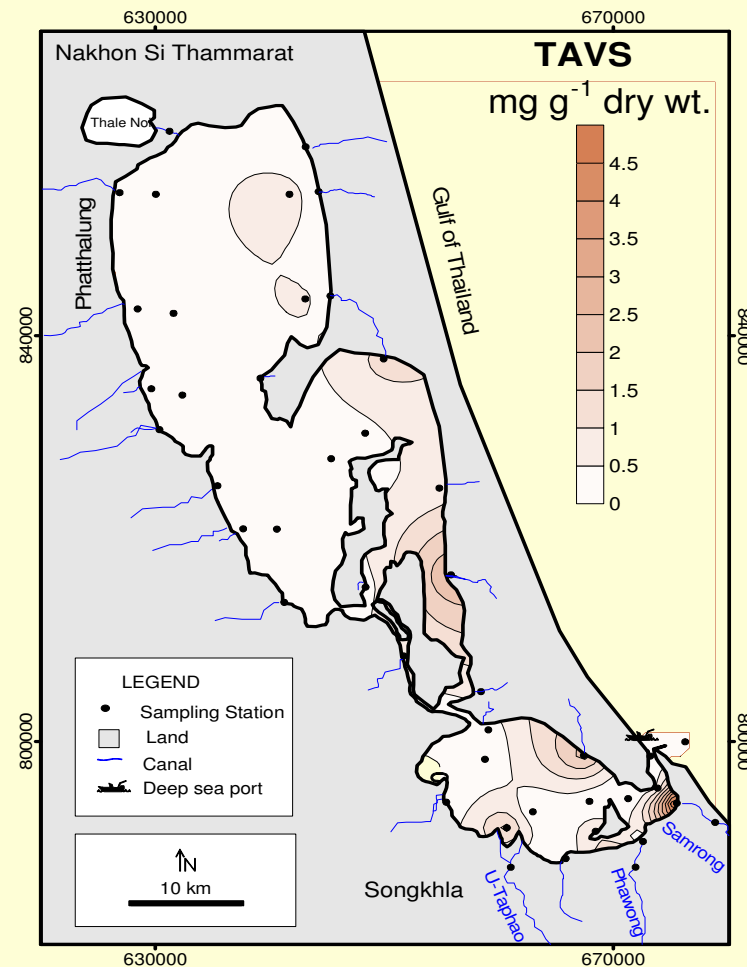 630000
670000
Nakhon Si Thammarat
TAVS
mg g-1 dry wt.
Thale No
4.5
4
3.5
3
2.5
2
1.5
1
0.5
0
Phatthalung
Gulf of Thailand
840000
840000
LEGEND
Sampling Station
Land
Canal
Deep sea port
800000
800000
N
10 km
Songkhla
U-Taphao
Phawong
Samrong
630000
670000